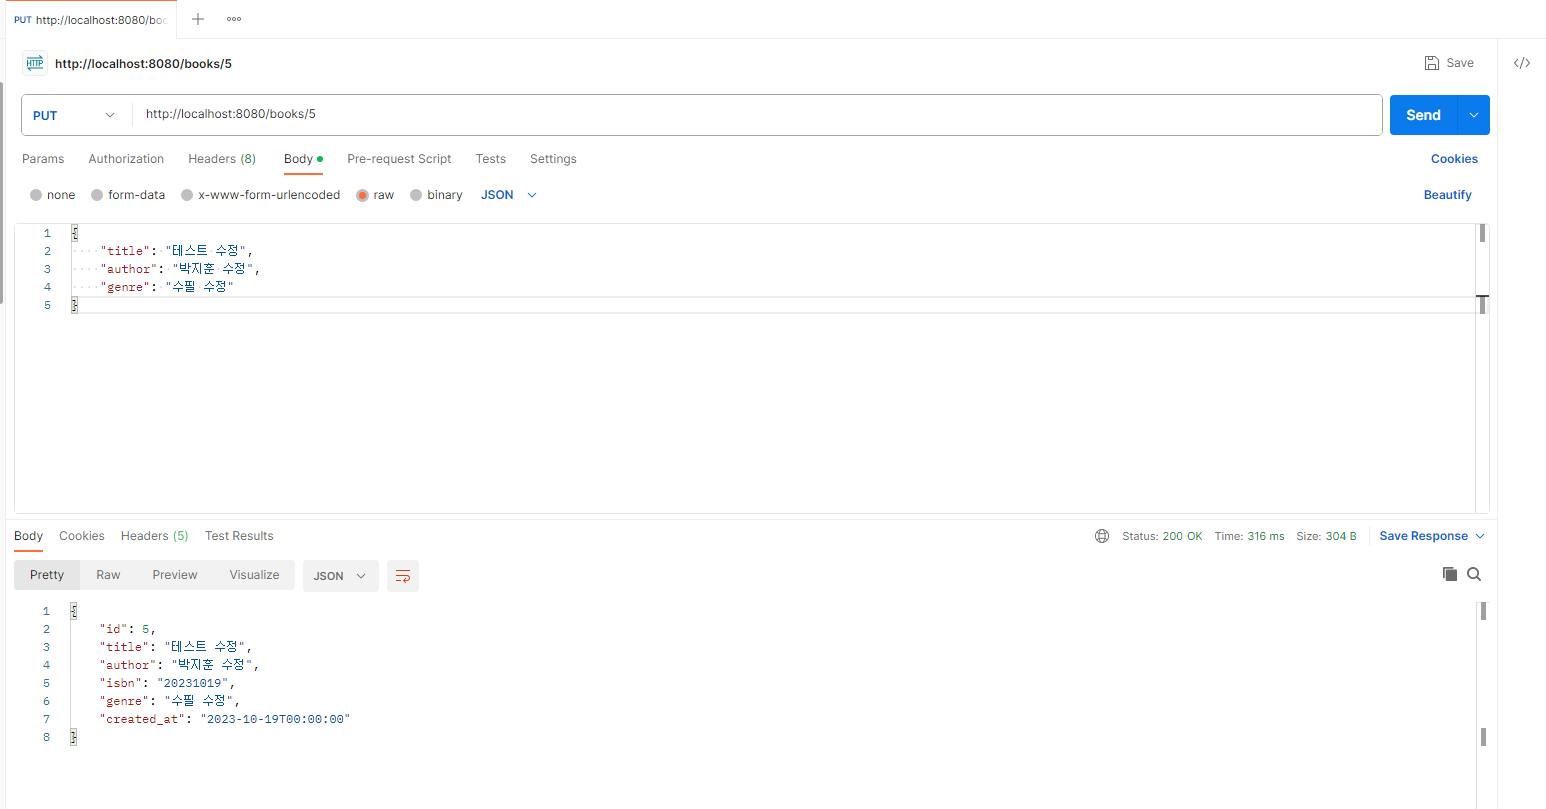 PUT http://localhost:8080/boo
HTTP http://localhost:8080/books/5
Save
PUT http://localhost:8080/books/5
Send
Params Authorization Headers (8) Body Pre-request Script Tests Settings
Cookies
none form-data x-www-form-urlencoded raw binary JSON
Beautify
1 {
2 "title": "테스트 수정",
3 "author": "박지훈 수정",
4 "genre": "수필 수정"
5 }
Body Cookies Headers (5) Test Results
Status: 200 OK Time: 316 ms Size: 304 B Save Response
Pretty Raw Preview Visualize JSON
1 {
2 "id": 5,
3 "title": "테스트 수정",
4 "author": "박지훈 수정",
5 "isbn": "20231019",
6 "genre": "수필 수정",
7 "created_at": "2023-10-19T00:00:00"
8 }